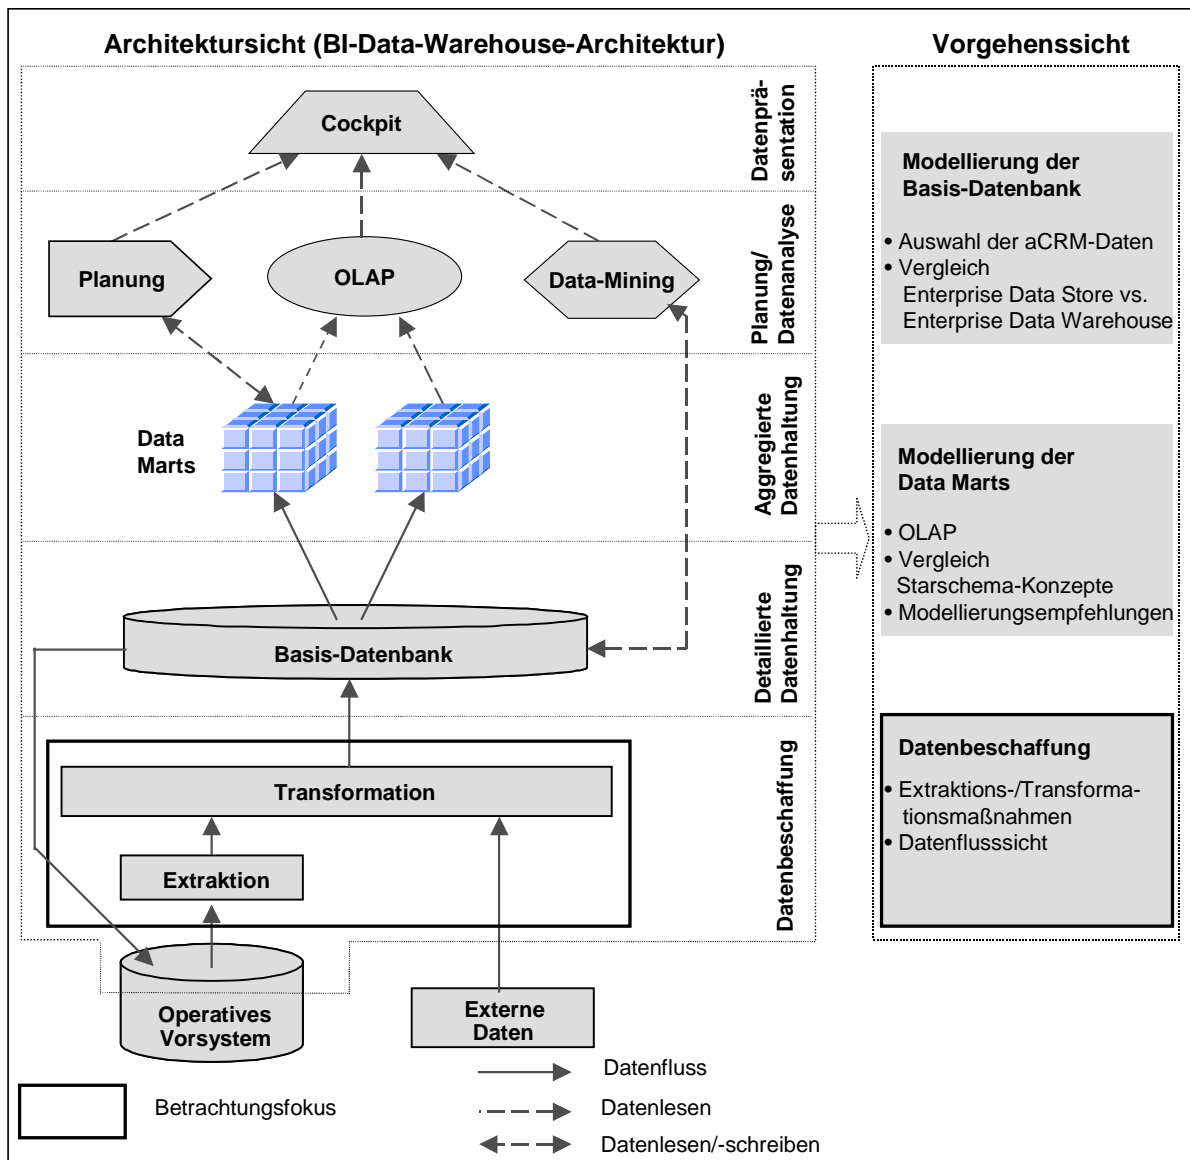 Architektursicht (BI-Data-Warehouse-Architektur)
Vorgehenssicht
Cockpit
Datenprä-
sentation
Planung
OLAP
Data-Mining
Planung/
Datenanalyse
Data
Marts
Aggregierte
Datenhaltung
Basis-Datenbank
Detaillierte
Datenhaltung
Transformation
Extraktion
Datenbeschaffung
Operatives
Vorsystem
Externe
Daten
Modellierung der
Basis-Datenbank
• Auswahl der aCRM-Daten
• Vergleich
Enterprise Data Store vs.
Enterprise Data Warehouse
Modellierung der
Data Marts
• OLAP
• Vergleich
Starschema-Konzepte
• Modellierungsempfehlungen
Datenbeschaffung
• Extraktions-/Transforma-
tionsmaßnahmen
• Datenflusssicht
Betrachtungsfokus
Datenfluss
Datenlesen
Datenlesen/-schreiben